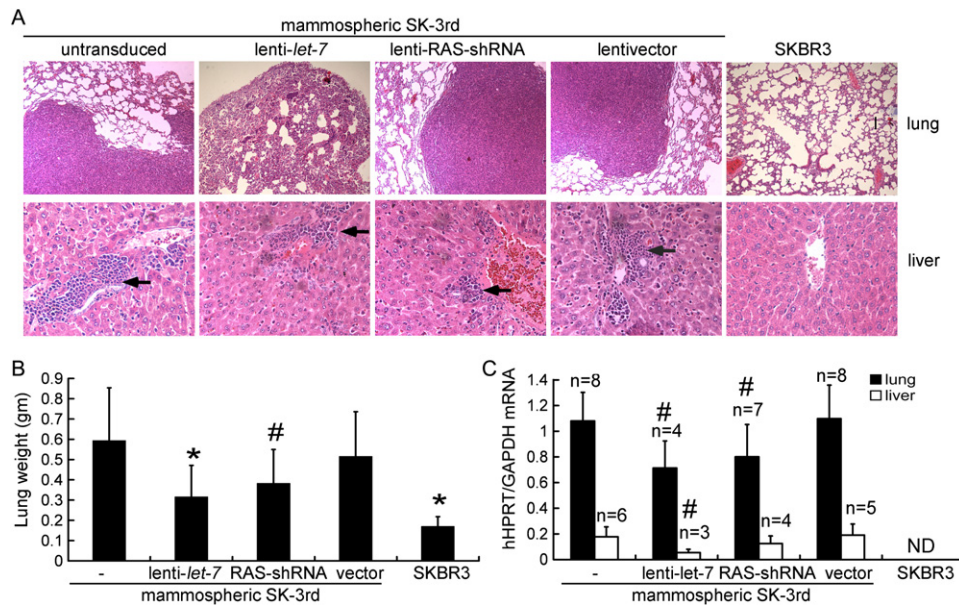 A
mammospheric SK-3rd
untransduced
lenti-let-7
lenti-RAS-shRNA
lentivector
SKBR3
lung
liver
B
Lung weight (gm)
0.9
0.8
0.7
0.6
0.5
0.4
0.3
0.2
0.1
0
*
#
*
-
lenti-let-7
RAS-shRNA
vector
SKBR3
mammospheric SK-3rd
C
hHPRT/GAPDH mRNA
1.4
1.2
1
0.8
0.6
0.4
0.2
0
lung
liver
n=8
n=6
#
n=4
#
n=3
#
n=7
n=4
n=8
n=5
ND
-
lenti-let-7
RAS-shRNA
vector
SKBR3
mammospheric SK-3rd